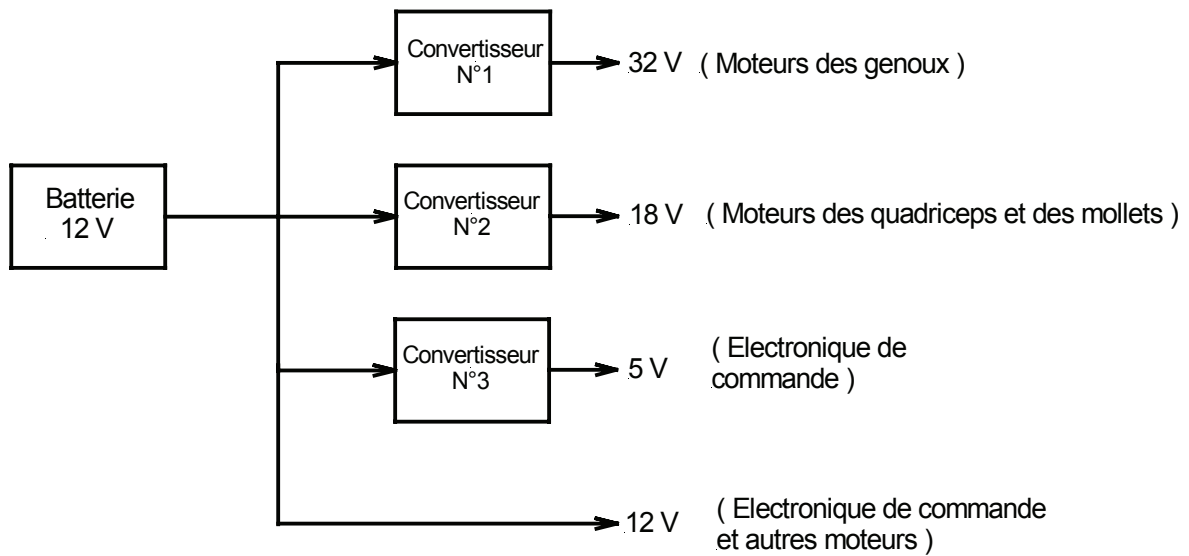 Convertisseur
N°1
32 V ( Moteurs des genoux )
Batterie
12 V
Convertisseur
N°2
18 V ( Moteurs des quadriceps et des mollets )
Convertisseur
N°3
5 V
( Electronique de
commande )
12 V
( Electronique de commande
et autres moteurs )